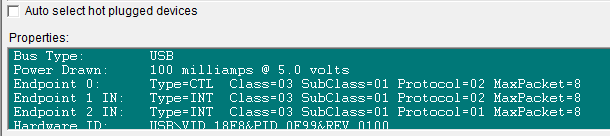 Auto select hot plugged devices
Properties:
Bus Type: USB
Power Drawn: 100 milliamps @ 5.0 volts
Endpoint 0: Type=CTL Class=03 SubClass=01 Protocol=02 MaxPacket=8
Endpoint 1 IN: Type=INT Class=03 SubClass=01 Protocol=02 MaxPacket=8
Endpoint 2 IN: Type=INT Class=03 SubClass=01 Protocol=02 MaxPacket=8
Hardware ID: USB\VID_18F8&PID_0F99&REV_0100